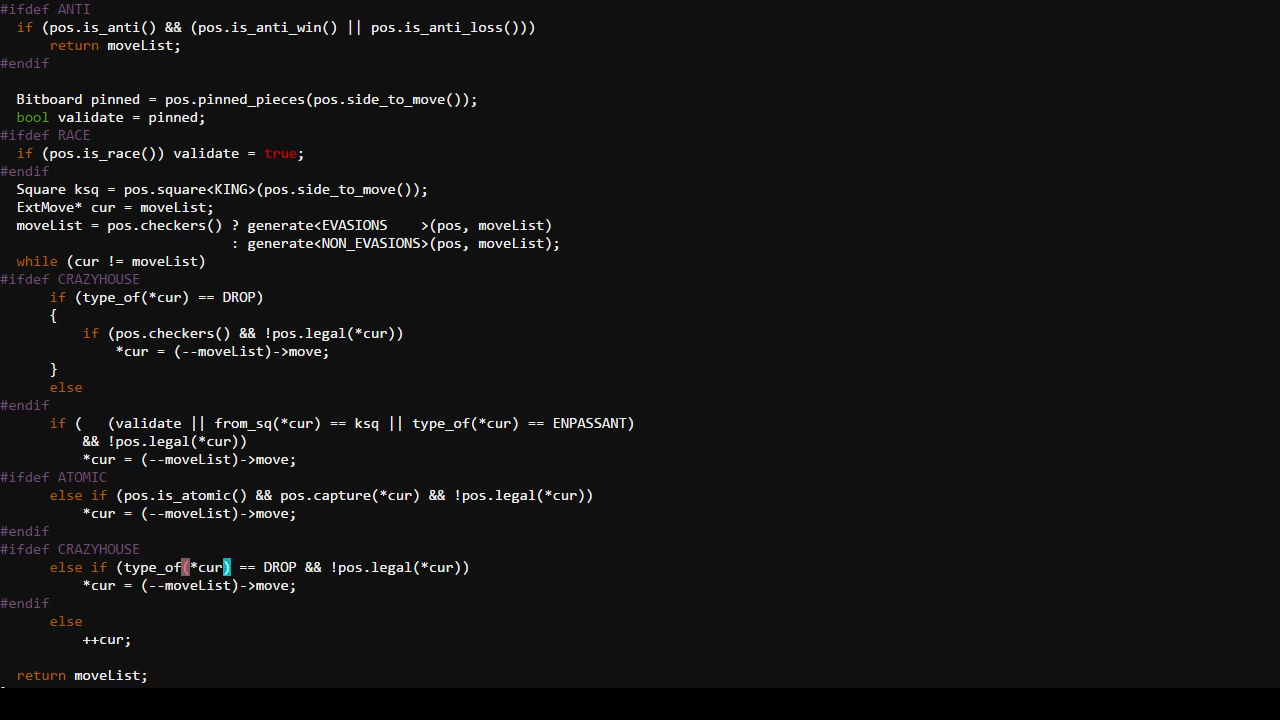 #ifdef ANTI
  if (pos.is_anti() && (pos.is_anti_win() || pos.is_anti_loss()))
      return moveList;
#endif

  Bitboard pinned = pos.pinned_pieces(pos.side_to_move());
  bool validate = pinned;
#ifdef RACE
  if (pos.is_race()) validate = true;
#endif
  Square ksq = pos.square<KING>(pos.side_to_move());
  ExtMove* cur = moveList;
  moveList = pos.checkers() ? generate<EVASIONS    >(pos, moveList)
                            : generate<NON_EVASIONS>(pos, moveList);
  while (cur != moveList)
#ifdef CRAZYHOUSE
      if (type_of(*cur) == DROP)
      {
          if (pos.checkers() && !pos.legal(*cur))
              *cur = (--moveList)->move;
      }
      else
#endif
      if (   (validate || from_sq(*cur) == ksq || type_of(*cur) == ENPASSANT)
          && !pos.legal(*cur))
          *cur = (--moveList)->move;
#ifdef ATOMIC
      else if (pos.is_atomic() && pos.capture(*cur) && !pos.legal(*cur))
          *cur = (--moveList)->move;
#endif
#ifdef CRAZYHOUSE
      else if (type_of(*cur) == DROP && !pos.legal(*cur))
          *cur = (--moveList)->move;
#endif
      else
          ++cur;

  return moveList;